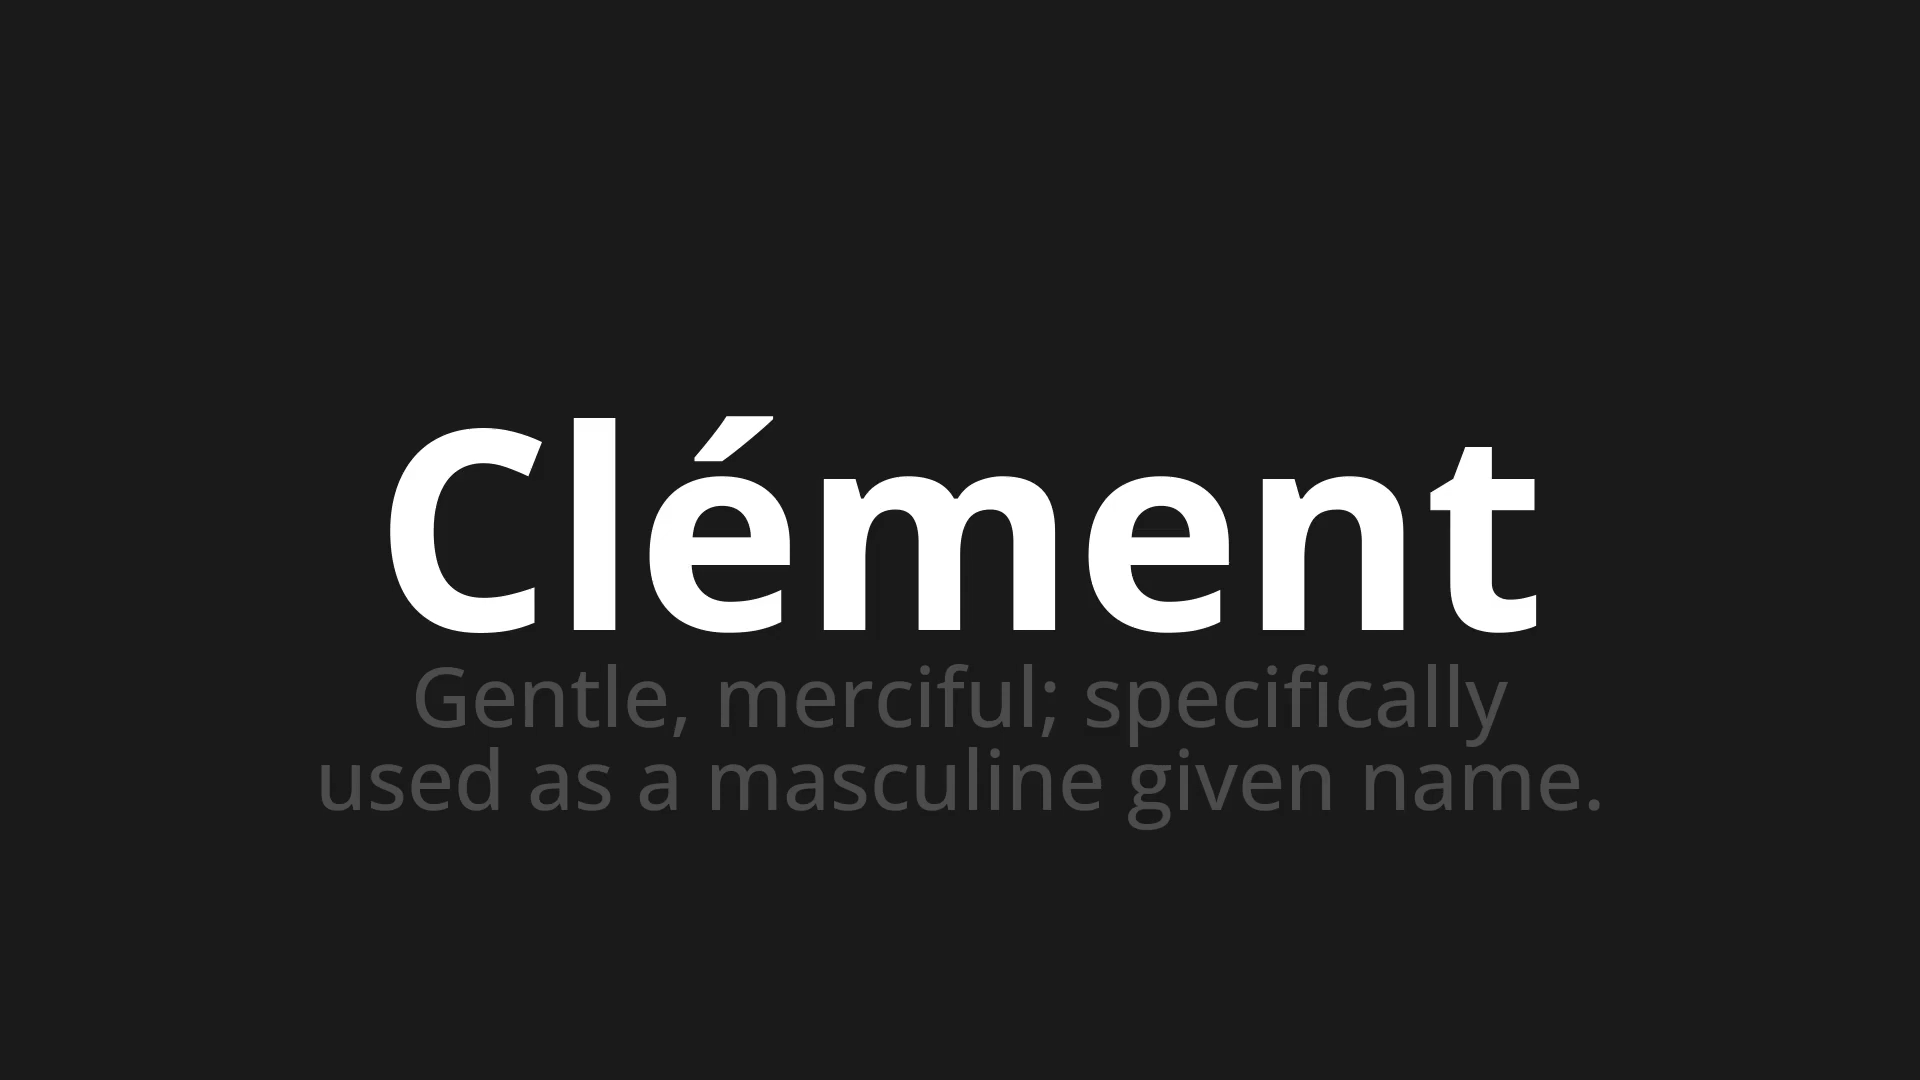 Clément
Gentle, merciful; specifically
used as a masculine given name.